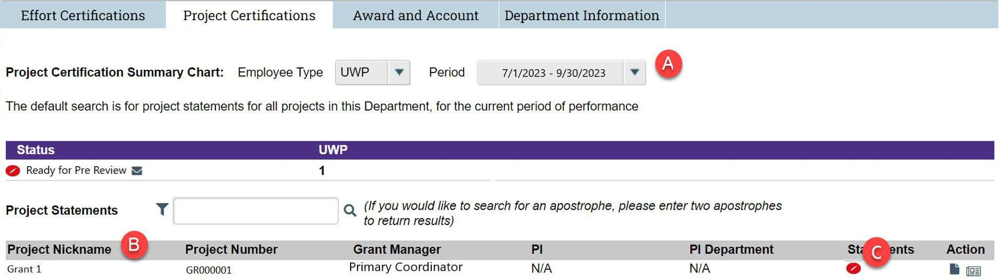 Effort Certifications Project Certifications Award and Account Department Information
Project Certification Summary Chart: Employee Type UWP Period 7/1/2023 - 9/30/2023 A
The default search is for project statements for all projects in this Department, for the current period of performance
Status UWP
Ready for Pre Review 1
Project Statements (If you would like to search for an apostrophe, please enter two apostrophes
to return results)
Project Nickname B Project Number Grant Manager PI PI Department C Action
Grant 1 GR000001 Primary Coordinator N/A N/A